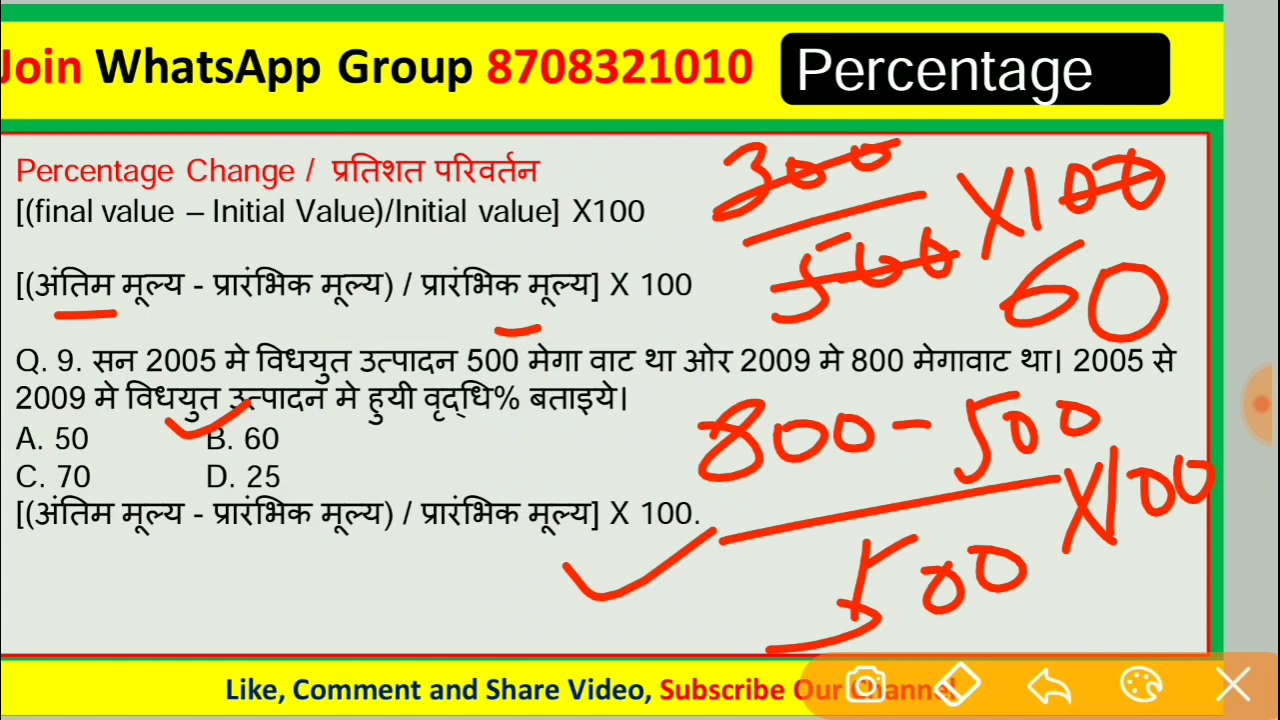 Join WhatsApp Group 8708321010
Percentage
Percentage Change / प्रतिशत परिवर्तन
[(final value – Initial Value)/Initial value] X100
[(अंतिम मूल्य - प्रारंभिक मूल्य) / प्रारंभिक मूल्य] X 100
300
500
X100
60
Q. 9. सन 2005 मे विधयुत उत्पादन 500 मेगा वाट था ओर 2009 मे 800 मेगावाट था। 2005 से
2009 मे विधयुत उत्पादन मे हुयी वृद्धि% बताइये।
A. 50 B. 60
C. 70 D. 25
[(अंतिम मूल्य - प्रारंभिक मूल्य) / प्रारंभिक मूल्य] X 100.
800 - 500
500
X100
Like, Comment and Share Video, Subscribe Our Channel